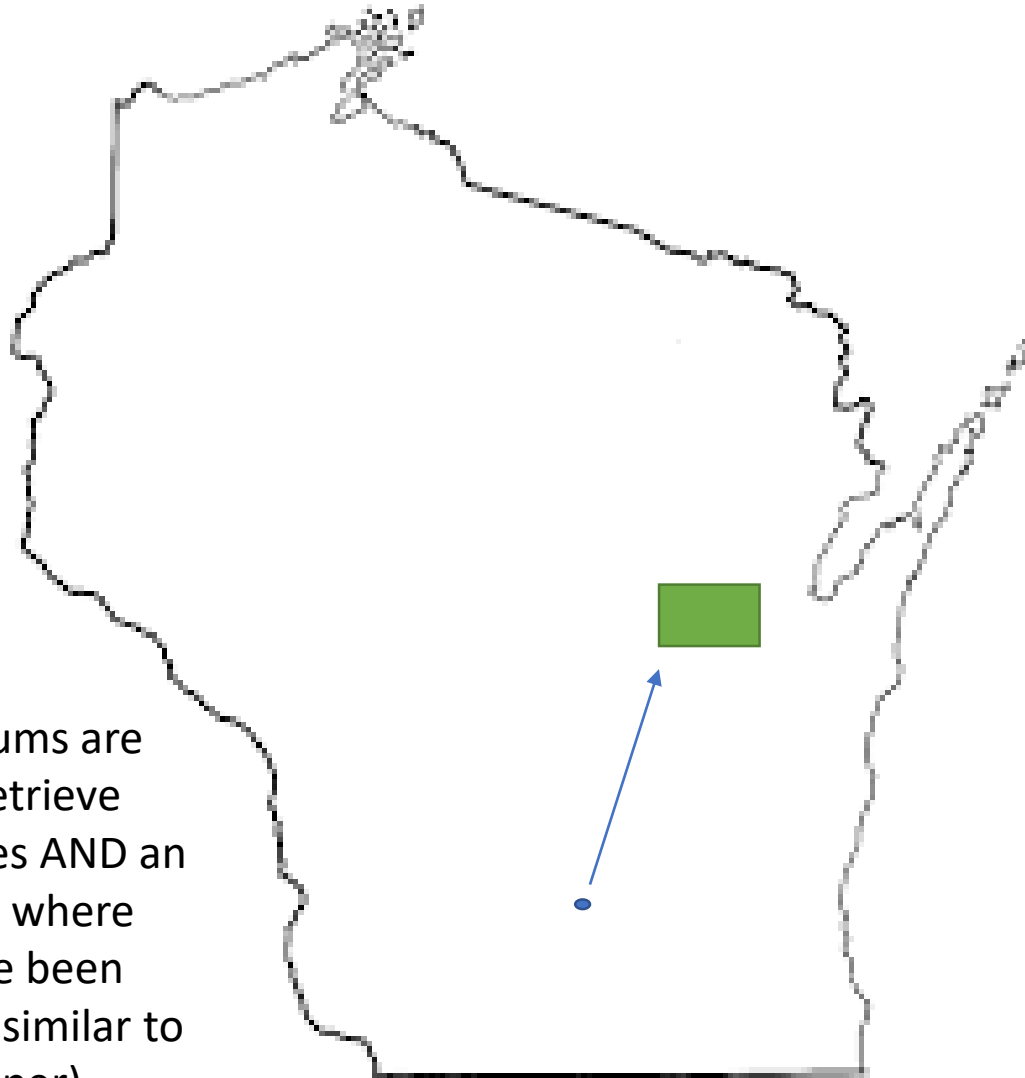 ums are
etrieve
es AND an
where
e been
similar to